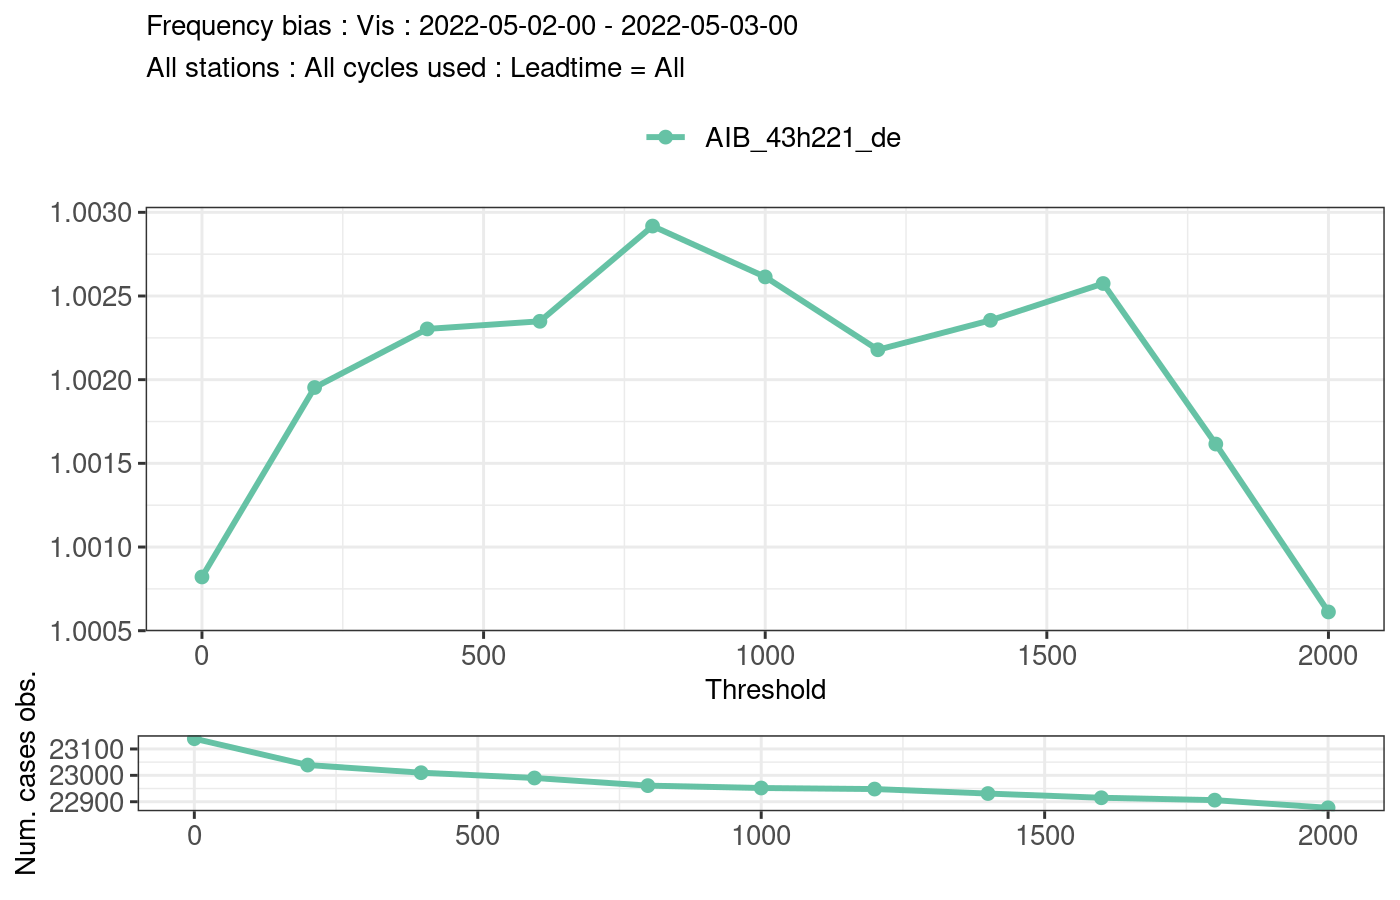 Frequency bias : Vis : 2022-05-02-00 - 2022-05-03-00
All stations : All cycles used : Leadtime = All
AIB_43h221_de
1.0030
1.0025
1.0020
1.0015
1.0010
1.0005
0 500 1000 1500 2000
Threshold
Num. cases obs.
23100
23000
22900
0 500 1000 1500 2000